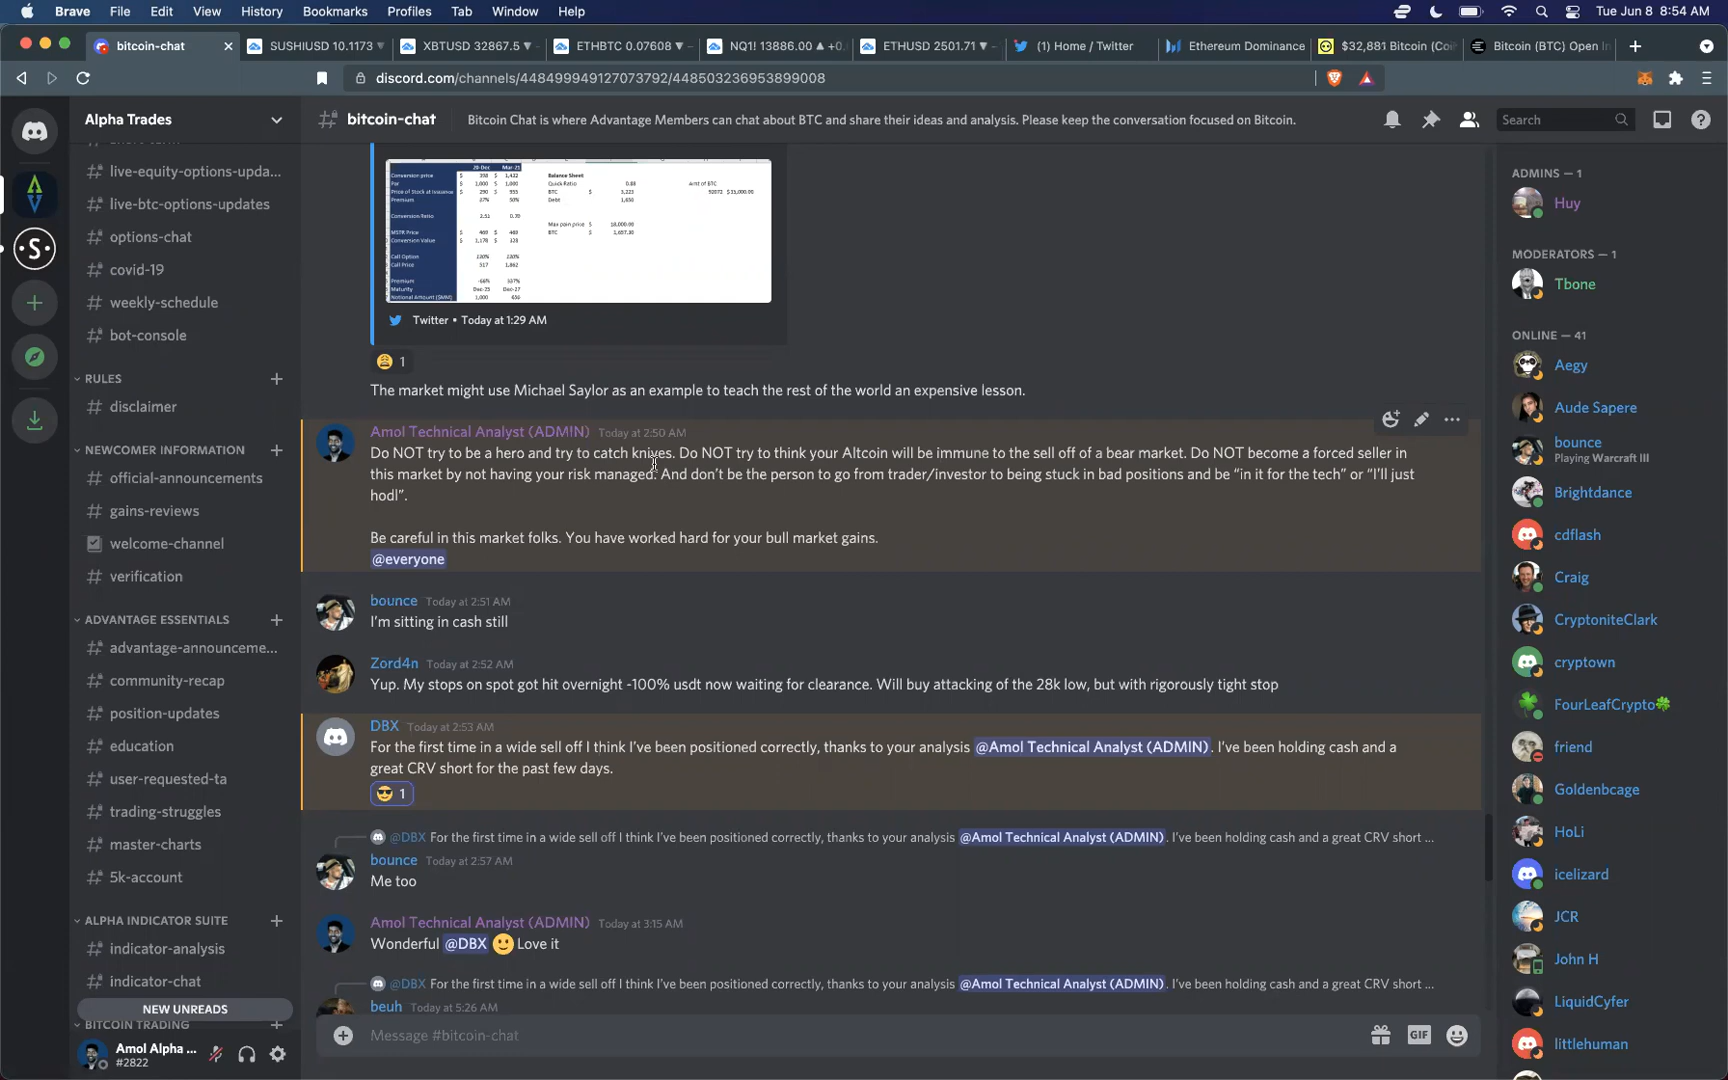 Brave File Edit View History Bookmarks Profiles Tab Window Help Tue Jun 8 8:54 AM
bitcoin-chat SUSHIUSD 10.1173 XBTUSD 32867.5 ETHBTC 0.07608 NQ1! 13886.00 ▲ +0. ETHUSD 2501.71 (1) Home / Twitter Ethereum Dominance $32,881 Bitcoin (Coi Bitcoin (BTC) Open In
discord.com/channels/448499949127073792/448503236953899008
Alpha Trades
# bitcoin-chat Bitcoin Chat is where Advantage Members can chat about BTC and share their ideas and analysis. Please keep the conversation focused on Bitcoin. Search
live-equity-options-upda...
live-btc-options-updates
options-chat
covid-19
weekly-schedule
bot-console
RULES
disclaimer
NEWCOMER INFORMATION
official-announcements
gains-reviews
welcome-channel
verification
ADVANTAGE ESSENTIALS
advantage-announceme...
community-recap
position-updates
education
user-requested-ta
trading-struggles
master-charts
5k-account
ALPHA INDICATOR SUITE
indicator-analysis
indicator-chat
NEW UNREADS
BITCOIN TRADING
Amol Alpha ...
#2822
20-Dec Mar-21
Balance Sheet
Quick Ratio 0.88
Twitter • Today at 1:29 AM
1
The market might use Michael Saylor as an example to teach the rest of the world an expensive lesson.
Amol Technical Analyst (ADMIN) Today at 2:50 AM
Do NOT try to be a hero and try to catch knives. Do NOT try to think your Altcoin will be immune to the sell off of a bear market. Do NOT become a forced seller in
this market by not having your risk managed. And don't be the person to go from trader/investor to being stuck in bad positions and be “in it for the tech” or “I'll just
hodl”.
Be careful in this market folks. You have worked hard for your bull market gains.
@everyone
bounce Today at 2:51 AM
I'm sitting in cash still
Zord4n Today at 2:52 AM
Yup. My stops on spot got hit overnight -100% usdt now waiting for clearance. Will buy attacking of the 28k low, but with rigorously tight stop
DBX Today at 2:53 AM
For the first time in a wide sell off I think I've been positioned correctly, thanks to your analysis @Amol Technical Analyst (ADMIN). I've been holding cash and a
great CRV short for the past few days.
1
@DBX For the first time in a wide sell off I think I've been positioned correctly, thanks to your analysis @Amol Technical Analyst (ADMIN). I've been holding cash and a great CRV short ...
bounce Today at 2:57 AM
Me too
Amol Technical Analyst (ADMIN) Today at 3:15 AM
Wonderful @DBX 🙂 Love it
@DBX For the first time in a wide sell off I think I've been positioned correctly, thanks to your analysis @Amol Technical Analyst (ADMIN). I've been holding cash and a great CRV short ...
beuh Today at 5:26 AM
Message #bitcoin-chat
GIF
ADMINS — 1
Huy
MODERATORS — 1
Tbone
ONLINE — 41
Aegy
Aude Sapere
bounce
Playing Warcraft III
Brightdance
cdflash
Craig
CryptoniteClark
cryptown
FourLeafCrypto🍀
friend
Goldenbcage
HoLi
icelizard
JCR
John H
LiquidCyfer
littlehuman